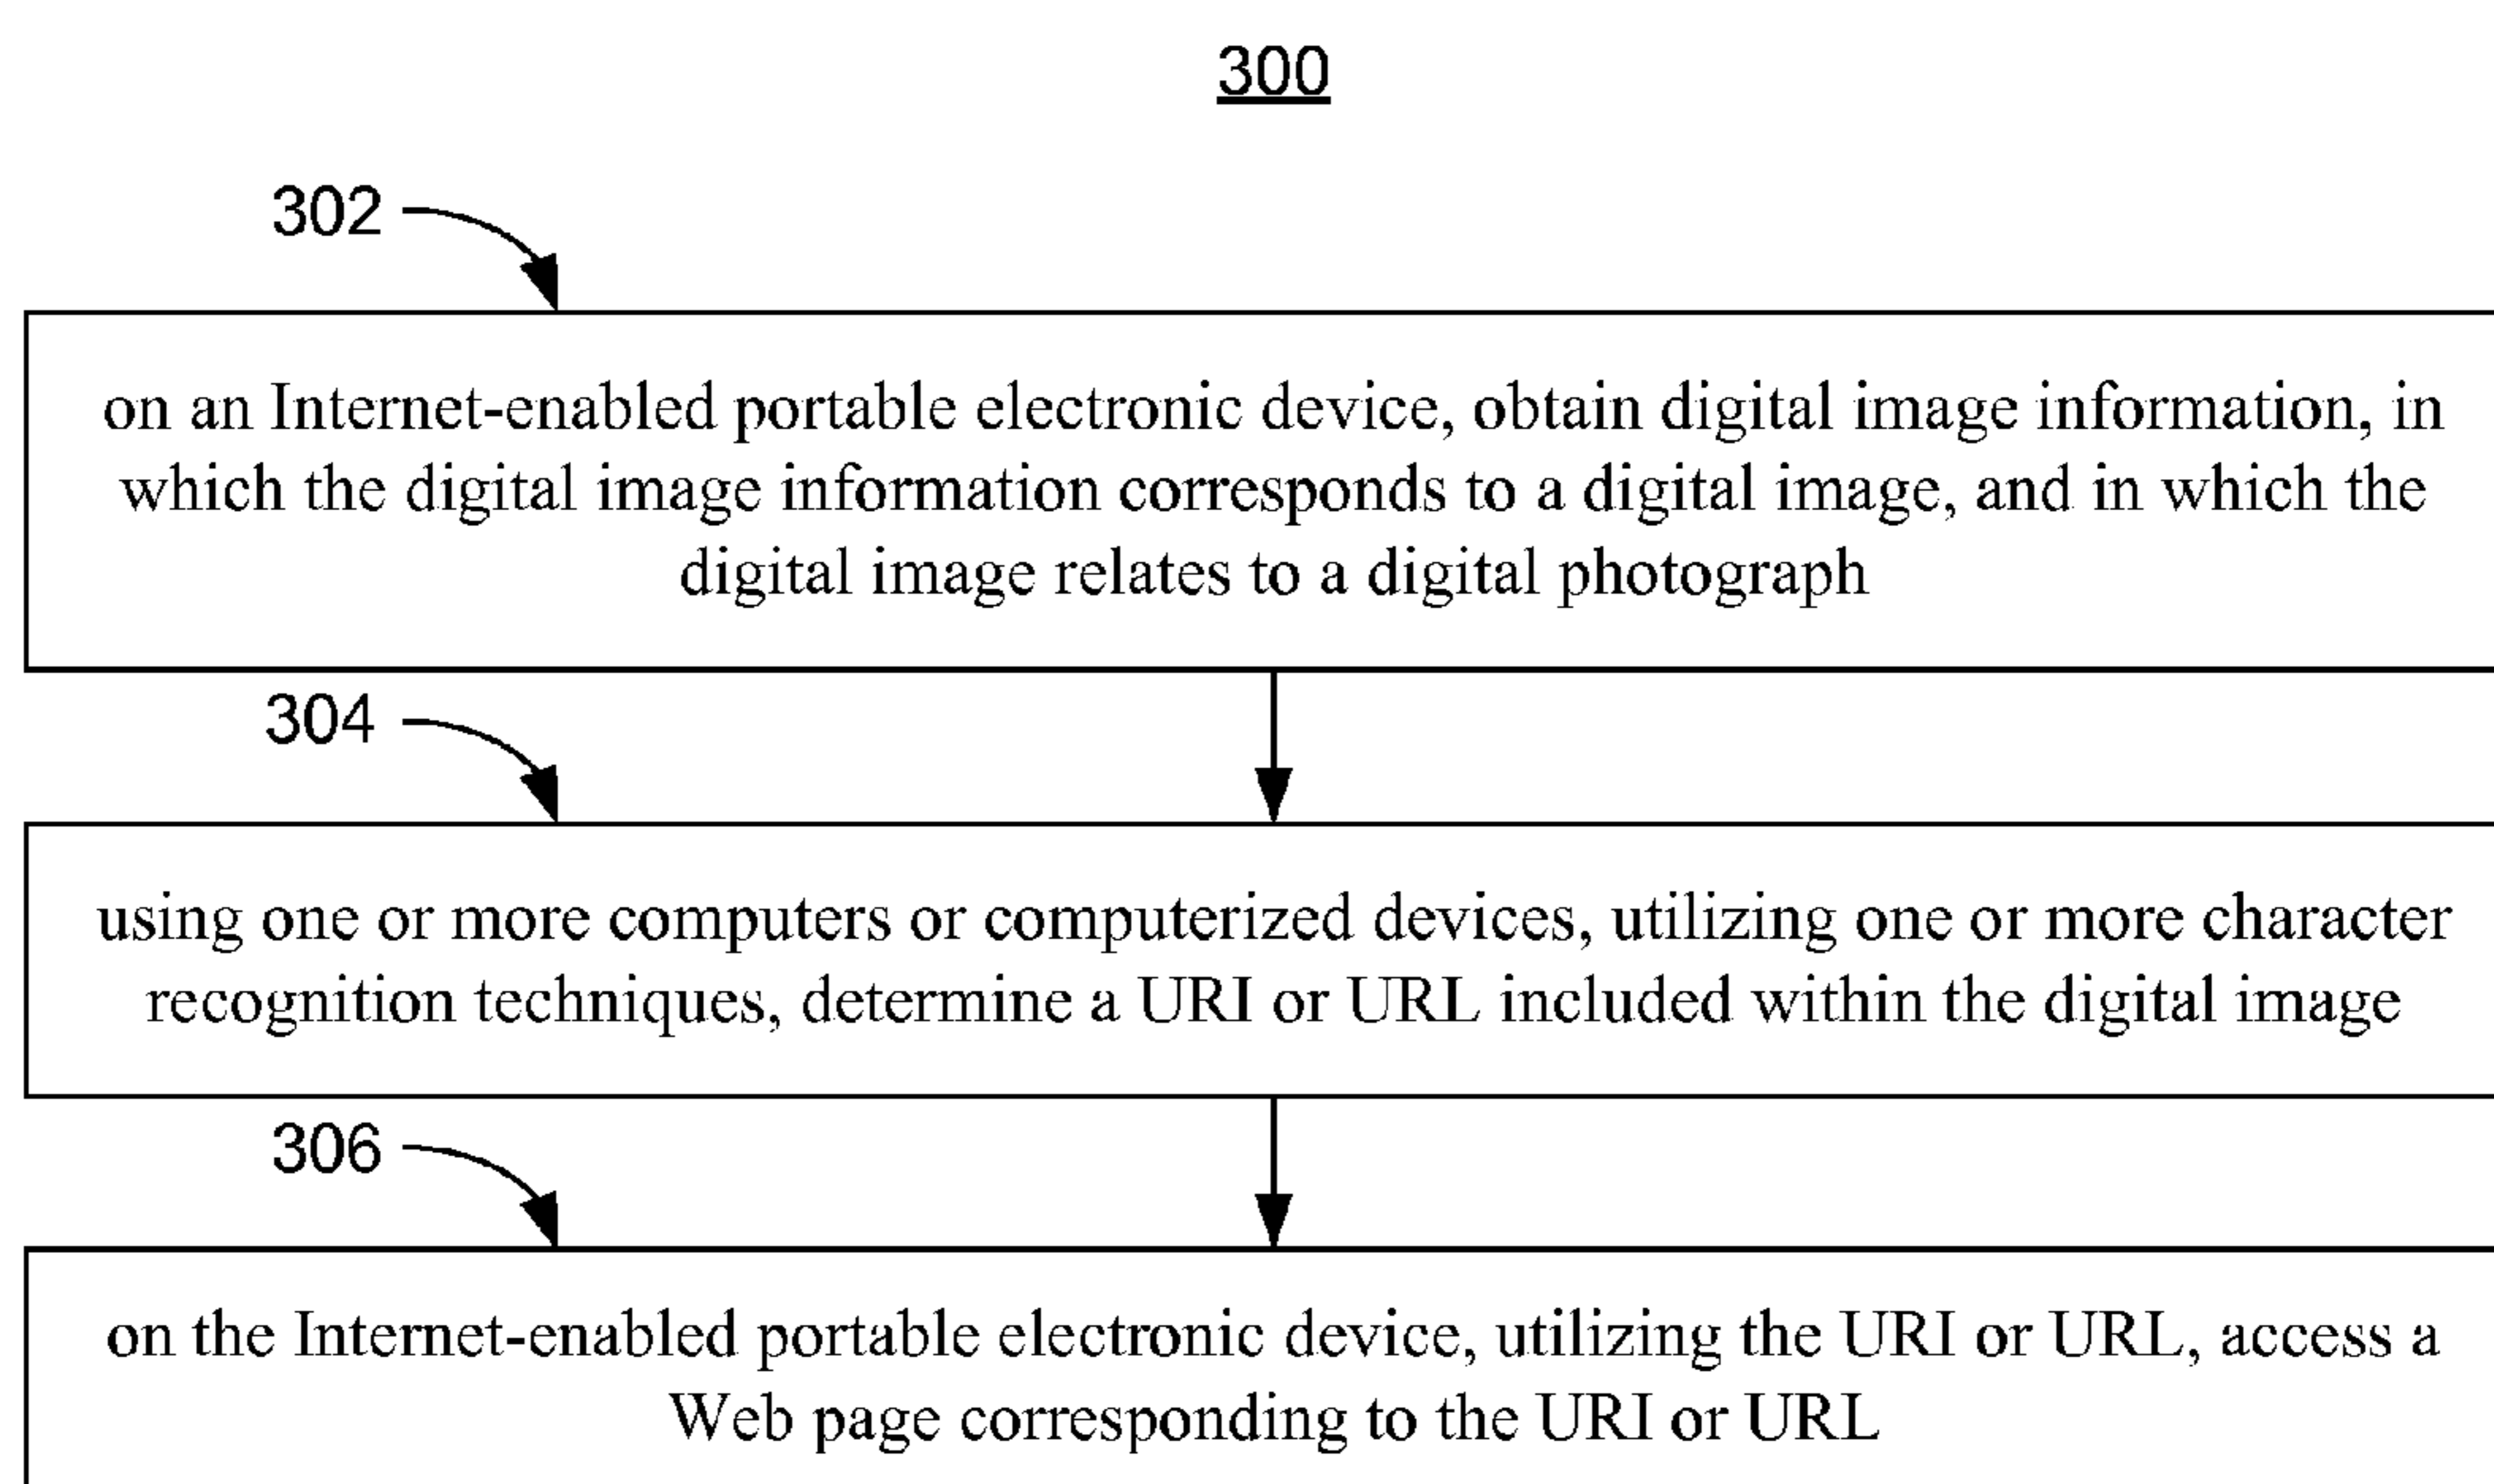 300
302
on an Internet-enabled portable electronic device, obtain digital image information, in
which the digital image information corresponds to a digital image, and in which the
digital image relates to a digital photograph
304
using one or more computers or computerized devices, utilizing one or more character
recognition techniques, determine a URI or URL included within the digital image
306
on the Internet-enabled portable electronic device, utilizing the URI or URL, access a
Web page corresponding to the URI or URL